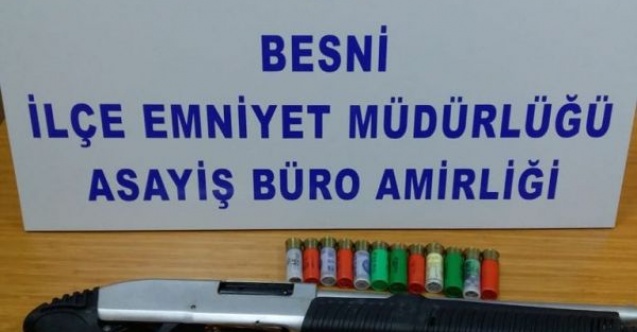 BESNİ
İLÇE EMNİYET MÜDÜRLÜĞÜ
ASAYİŞ BÜRO AMİRLİĞİ